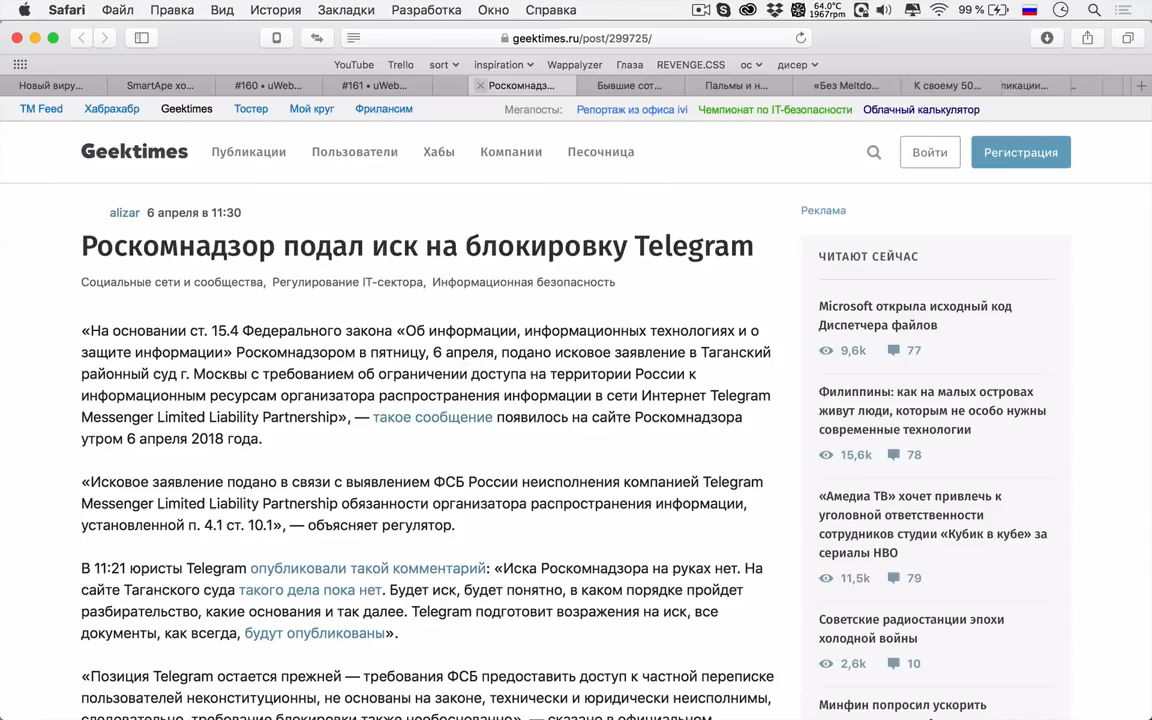 Safari Файл Правка Вид История Закладки Разработка Окно Справка 64.0°C 1967rpm 99 %
geektimes.ru/post/299725/
YouTube Trello sort inspiration Wappalyzer Глаза REVENGE.CSS ос дисер
Новый виру... SmartApe хо... #160 • uWeb... #161 • uWeb... Роскомнадз... Бывшие сот... Пальмы и н... «Без Meltdo... К своему 50... пикации...
TM Feed Хабрахабр Geektimes Тостер Мой круг Фрилансим Мегапосты: Репортаж из офиса ivi Чемпионат по IT-безопасности Облачный калькулятор
Geektimes Публикации Пользователи Хабы Компании Песочница Войти Регистрация
alizar 6 апреля в 11:30
Роскомнадзор подал иск на блокировку Telegram
Социальные сети и сообщества, Регулирование IT-сектора, Информационная безопасность
«На основании ст. 15.4 Федерального закона «Об информации, информационных технологиях и о
защите информации» Роскомнадзором в пятницу, 6 апреля, подано исковое заявление в Таганский
районный суд г. Москвы с требованием об ограничении доступа на территории России к
информационным ресурсам организатора распространения информации в сети Интернет Telegram
Messenger Limited Liability Partnership», — такое сообщение появилось на сайте Роскомнадзора
утром 6 апреля 2018 года.
«Исковое заявление подано в связи с выявлением ФСБ России неисполнения компанией Telegram
Messenger Limited Liability Partnership обязанности организатора распространения информации,
установленной п. 4.1 ст. 10.1», — объясняет регулятор.
В 11:21 юристы Telegram опубликовали такой комментарий: «Иска Роскомнадзора на руках нет. На
сайте Таганского суда такого дела пока нет. Будет иск, будет понятно, в каком порядке пройдет
разбирательство, какие основания и так далее. Telegram подготовит возражения на иск, все
документы, как всегда, будут опубликованы».
«Позиция Telegram остается прежней — требования ФСБ предоставить доступ к частной переписке
пользователей неконституционны, не основаны на законе, технически и юридически неисполнимы,
следовательно, требование блокировки также необоснованно», — сказано в официальном
Реклама
ЧИТАЮТ СЕЙЧАС
Microsoft открыла исходный код
Диспетчера файлов
9,6k 77
Филиппины: как на малых островах
живут люди, которым не особо нужны
современные технологии
15,6k 78
«Амедиа ТВ» хочет привлечь к
уголовной ответственности
сотрудников студии «Кубик в кубе» за
сериалы HBO
11,5k 79
Советские радиостанции эпохи
холодной войны
2,6k 10
Минфин попросил ускорить